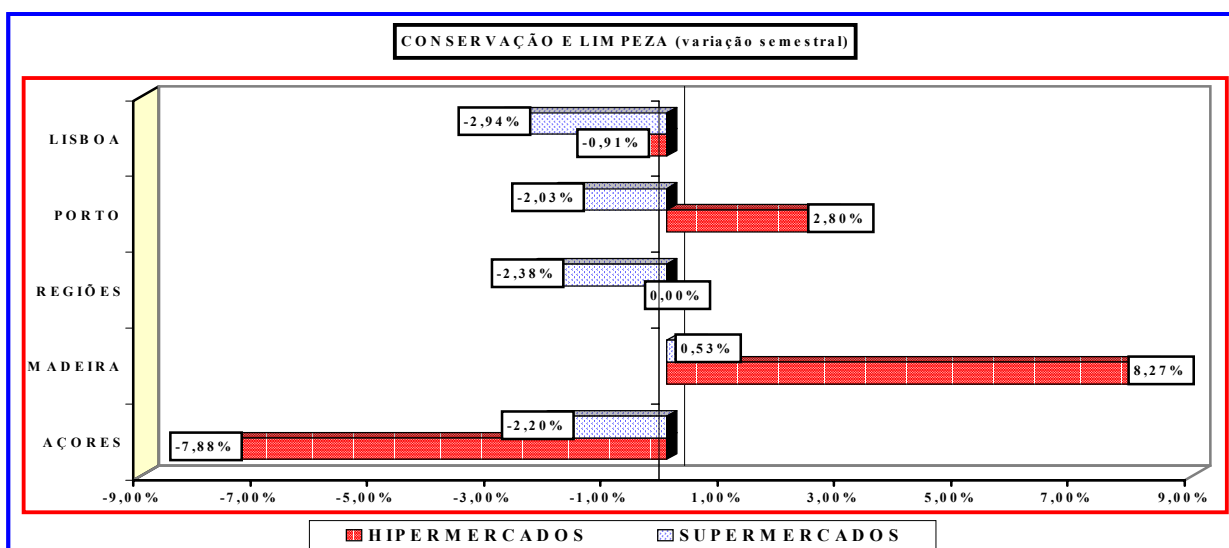 CONSERVAÇÃO E LIMPEZA (variação semestral)
LISBOA
-2,94%
-0,91%
PORTO
-2,03%
2,80%
REGIÕES
-2,38%
0,00%
MADEIRA
0,53%
8,27%
AÇORES
-2,20%
-7,88%
-9,00% -7,00% -5,00% -3,00% -1,00% 1,00% 3,00% 5,00% 7,00% 9,00%
HIPERMERCADOS SUPERMERCADOS